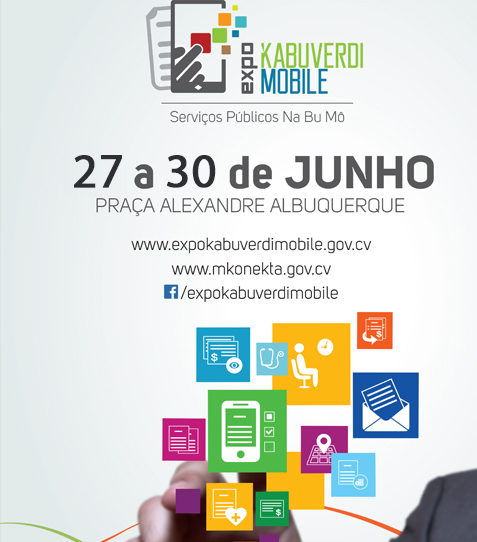 expo
KABUVERDI
MOBILE
Serviços Públicos Na Bu Mô
27 a 30 de JUNHO
PRAÇA ALEXANDRE ALBUQUERQUE
www.expokabuverdimobile.gov.cv
www.mkonekta.gov.cv
f/expokabuverdimobile
$
$
$